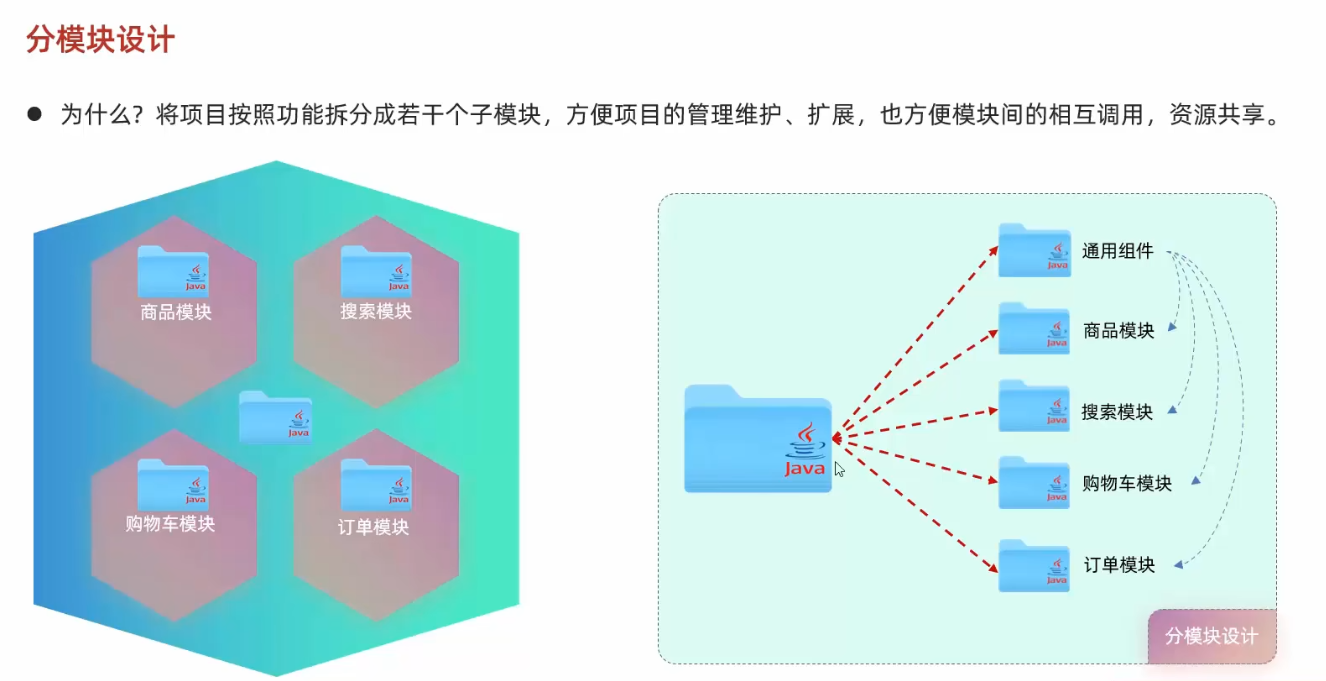 分模块设计
● 为什么？将项目按照功能拆分成若干个子模块，方便项目的管理维护、扩展，也方便模块间的相互调用，资源共享。
Java
商品模块
Java
搜索模块
Java
Java
购物车模块
Java
订单模块
Java
Java
通用组件
Java
商品模块
Java
搜索模块
Java
购物车模块
Java
订单模块
分模块设计